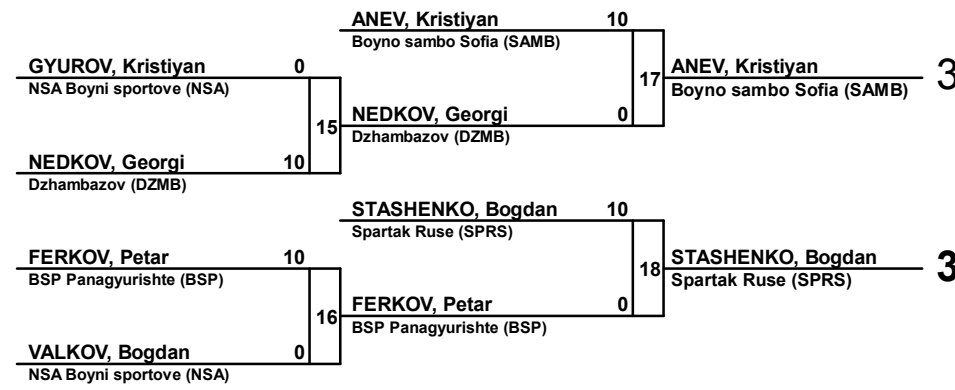 ANEV, Kristiyan 10
Boyno sambo Sofia (SAMB)
GYUROV, Kristiyan 0
NSA Boyni sportove (NSA)
17
ANEV, Kristiyan 3
Boyno sambo Sofia (SAMB)
15
NEDKOV, Georgi 0
Dzhambazov (DZMB)
NEDKOV, Georgi 10
Dzhambazov (DZMB)
STASHENKO, Bogdan 10
Spartak Ruse (SPRS)
FERKOV, Petar 10
BSP Panagyurishte (BSP)
18
STASHENKO, Bogdan 3
Spartak Ruse (SPRS)
16
FERKOV, Petar 0
BSP Panagyurishte (BSP)
VALKOV, Bogdan 0
NSA Boyni sportove (NSA)